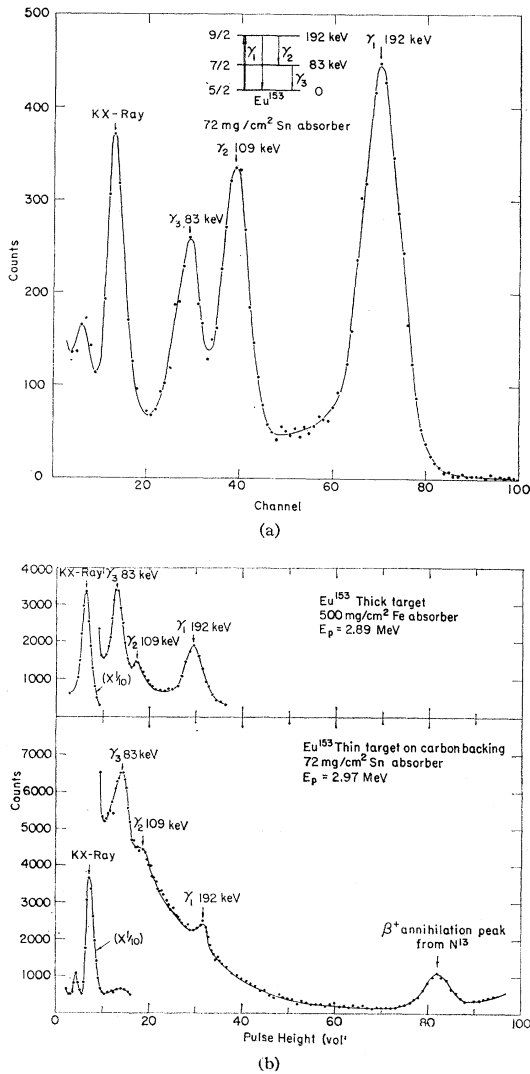 500
400
300
200
100
0
Counts
9/2 192 keV
γ₁ γ₂
7/2 83 keV
γ₃
5/2 0
Eu¹⁵³
72 mg/cm² Sn absorber
KX-Ray
γ₃ 83 keV
γ₂ 109 keV
γ₁ 192 keV
20 40 60 80 100
Channel
(a)
4000
3000
2000
1000
KX-Ray
γ₃ 83 keV
γ₂ 109 keV
γ₁ 192 keV
(X1/10)
Eu¹⁵³ Thick target
500 mg/cm² Fe absorber
Eₚ = 2.89 MeV
Counts
7000
6000
5000
4000
3000
2000
1000
0
γ₃ 83 keV
γ₂ 109 keV
KX-Ray
γ₁ 192 keV
(X1/10)
Eu¹⁵³ Thin target on carbon backing
72 mg/cm² Sn absorber
Eₚ = 2.97 MeV
β⁺ annihilation peak
from N¹³
20 40 60 80 100
Pulse Height (vol'
(b)